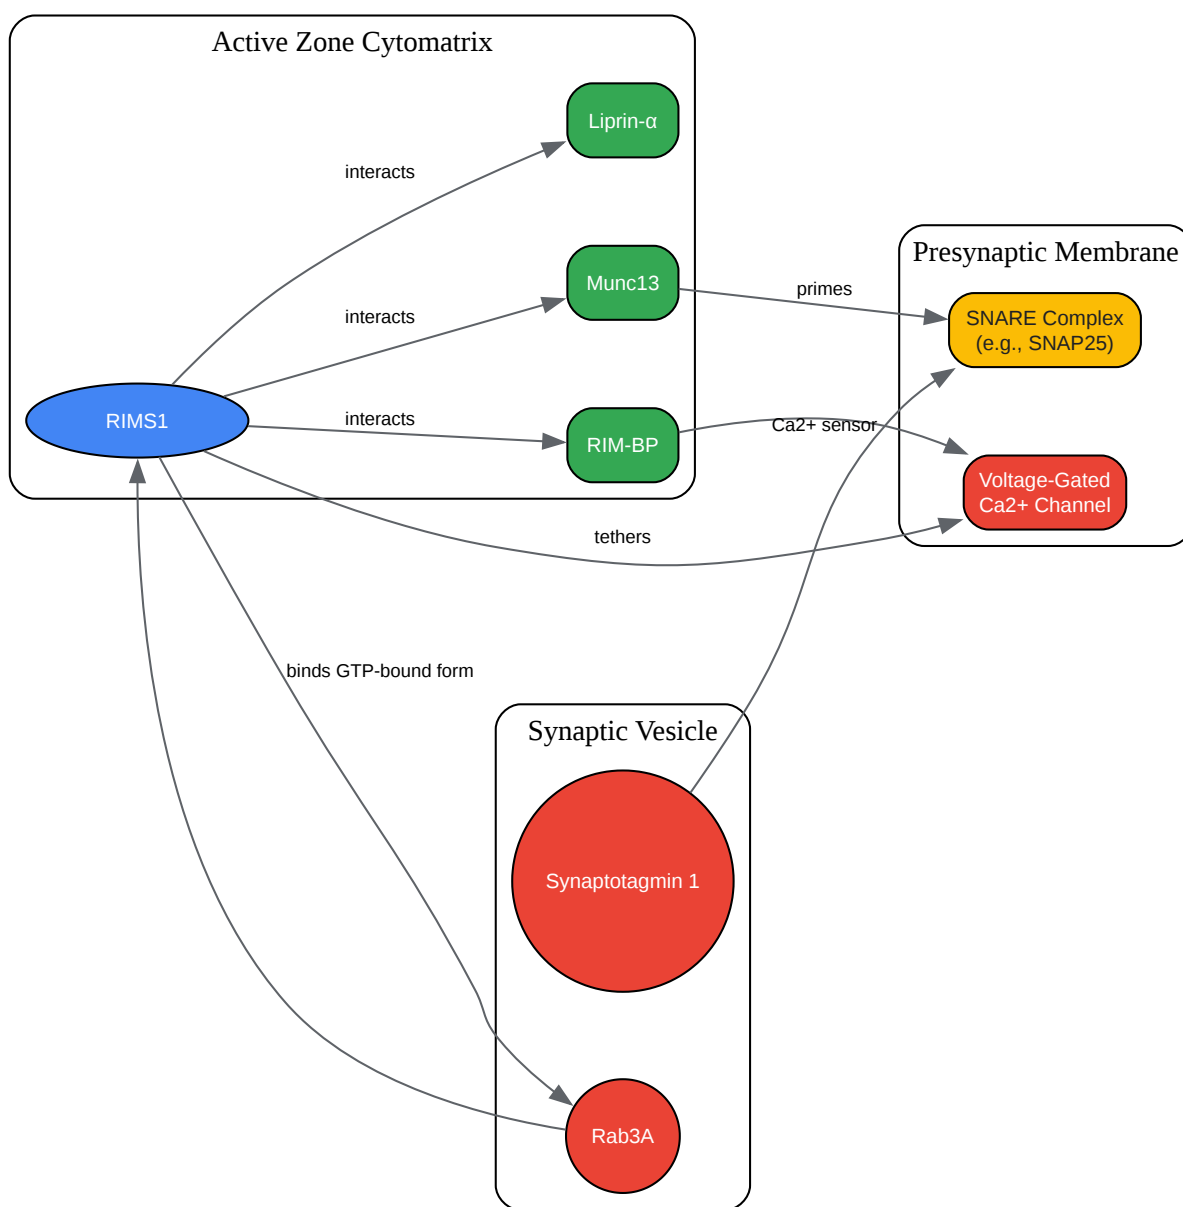 Active Zone Cytomatrix
Liprin-α
interacts
Munc13
interacts
RIMS1
interacts
RIM-BP
Presynaptic Membrane
primes
SNARE Complex
(e.g., SNAP25)
Ca2+ sensor
Voltage-Gated
Ca2+ Channel
tethers
binds GTP-bound form
Synaptic Vesicle
Synaptotagmin 1
Rab3A